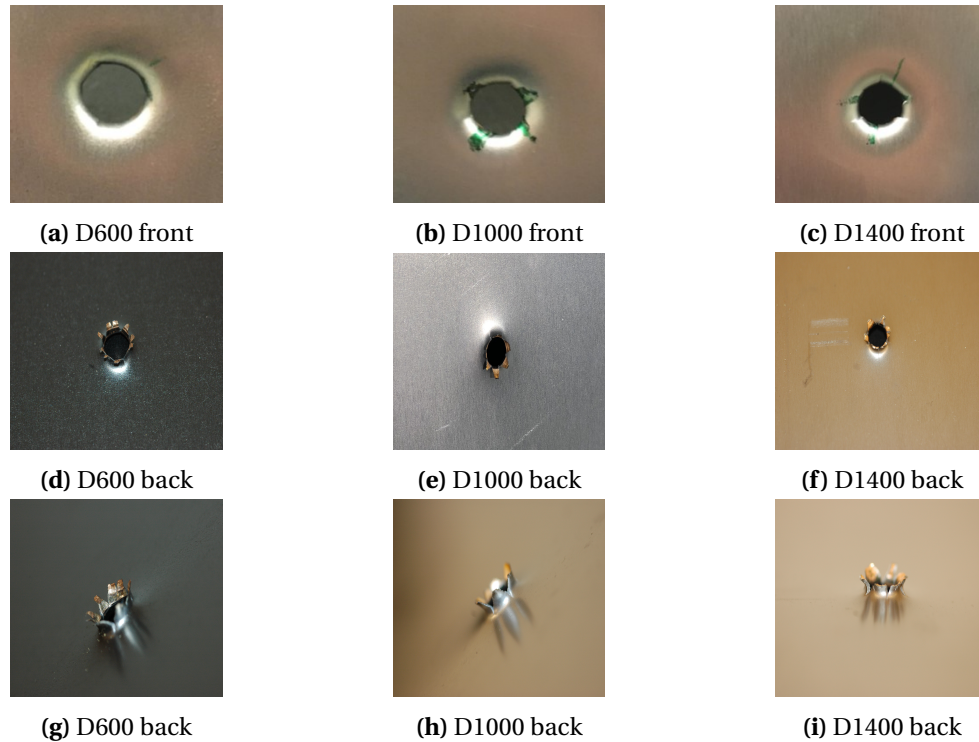 (a) D600 front
(b) D1000 front
(c) D1400 front
(d) D600 back
(e) D1000 back
(f) D1400 back
(g) D600 back
(h) D1000 back
(i) D1400 back